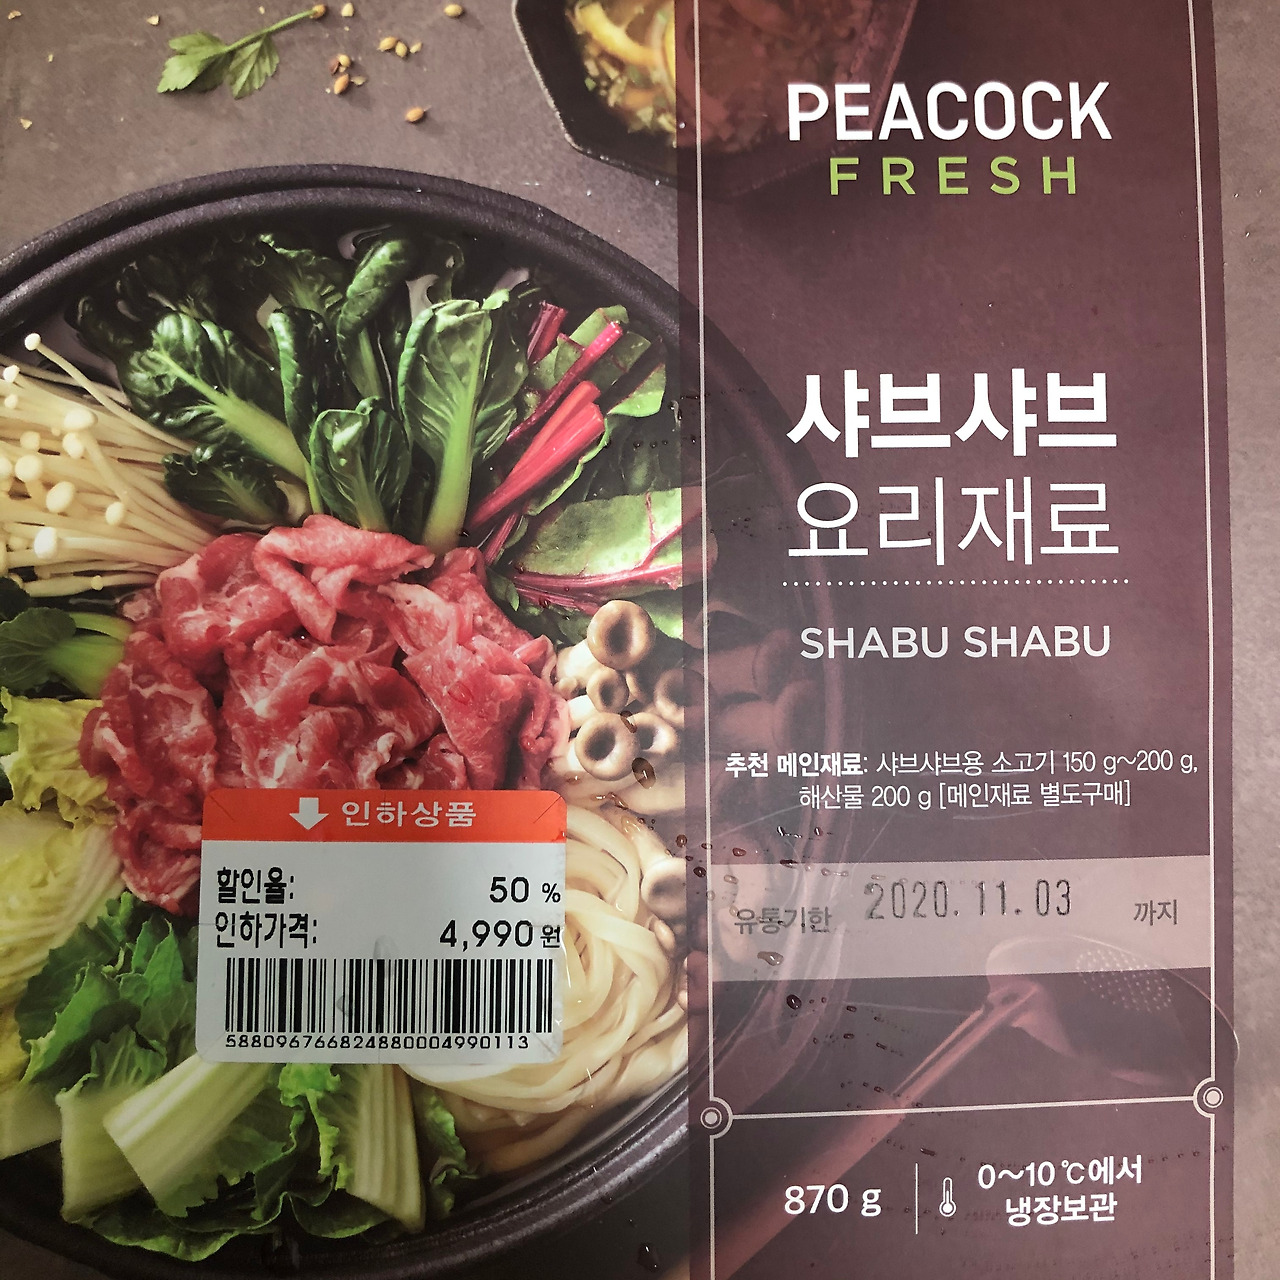 PEACOCK
FRESH
샤브샤브
요리재료
SHABU SHABU
추천 메인재료: 샤브샤브용 소고기 150 g~200 g,
해산물 200 g [메인재료 별도구매]
유통기한 2020. 11. 03 까지
870 g
0~10 ℃에서
냉장보관
인하상품
할인율: 50 %
인하가격: 4,990 원
5880967668248800049901​13